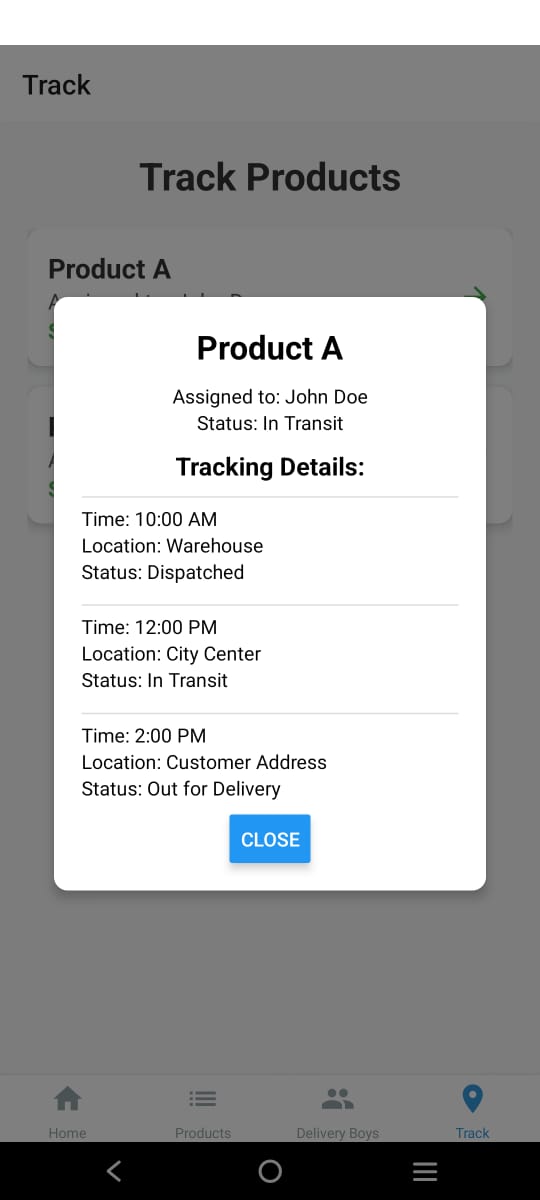 Track
Track Products
Product A
Product A
Assigned to: John Doe
Status: In Transit
Tracking Details:
Time: 10:00 AM
Location: Warehouse
Status: Dispatched
Time: 12:00 PM
Location: City Center
Status: In Transit
Time: 2:00 PM
Location: Customer Address
Status: Out for Delivery
CLOSE
Home
Products
Delivery Boys
Track